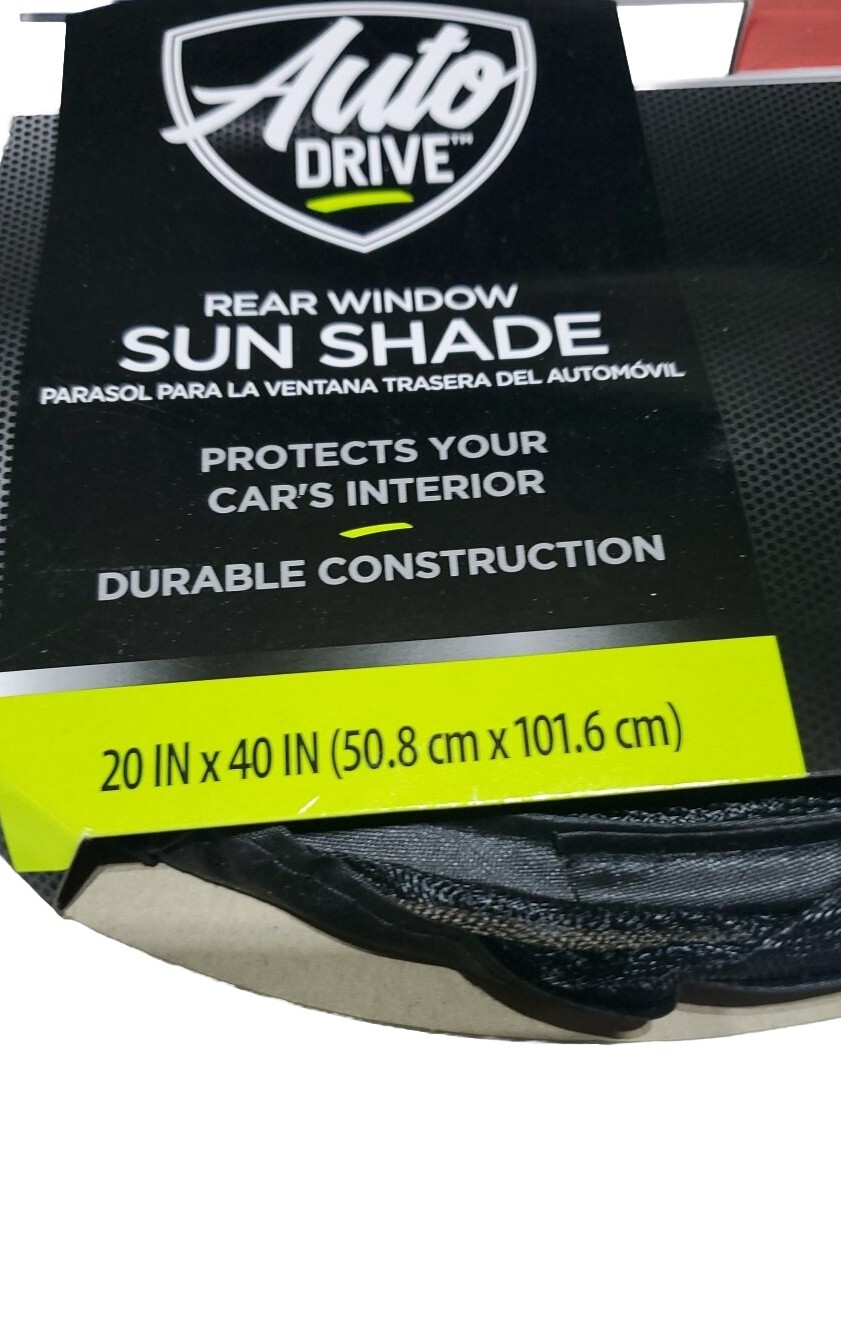 Auto
DRIVE™
REAR WINDOW
SUN SHADE
PARASOL PARA LA VENTANA TRASERA DEL AUTOMÓVIL
PROTECTS YOUR
CAR'S INTERIOR
DURABLE CONSTRUCTION
20 IN x 40 IN (50.8 cm x 101.6 cm)